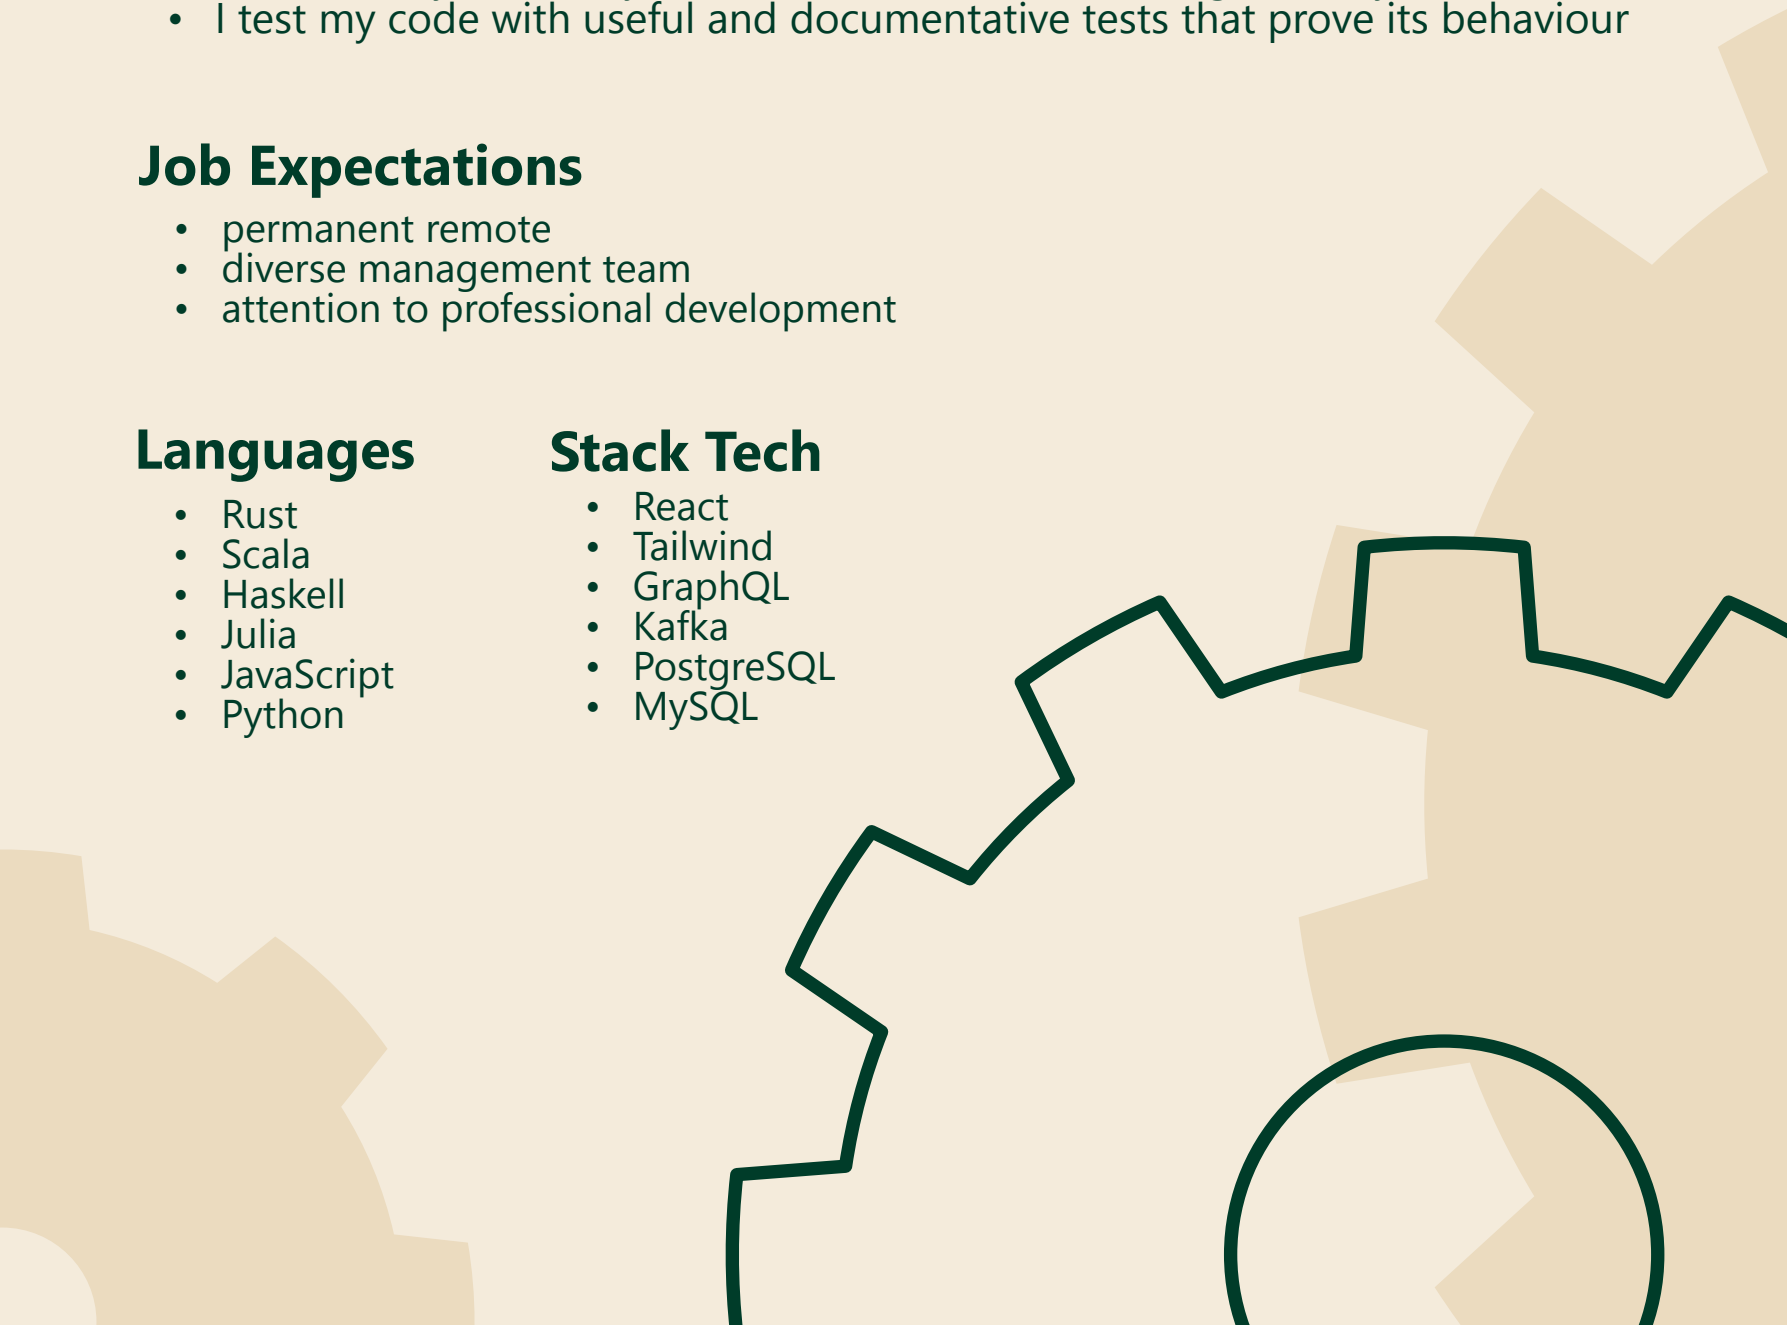 • I test my code with useful and documentative tests that prove its behaviour
Job Expectations
• permanent remote
• diverse management team
• attention to professional development
Languages
• Rust
• Scala
• Haskell
• Julia
• JavaScript
• Python
Stack Tech
• React
• Tailwind
• GraphQL
• Kafka
• PostgreSQL
• MySQL